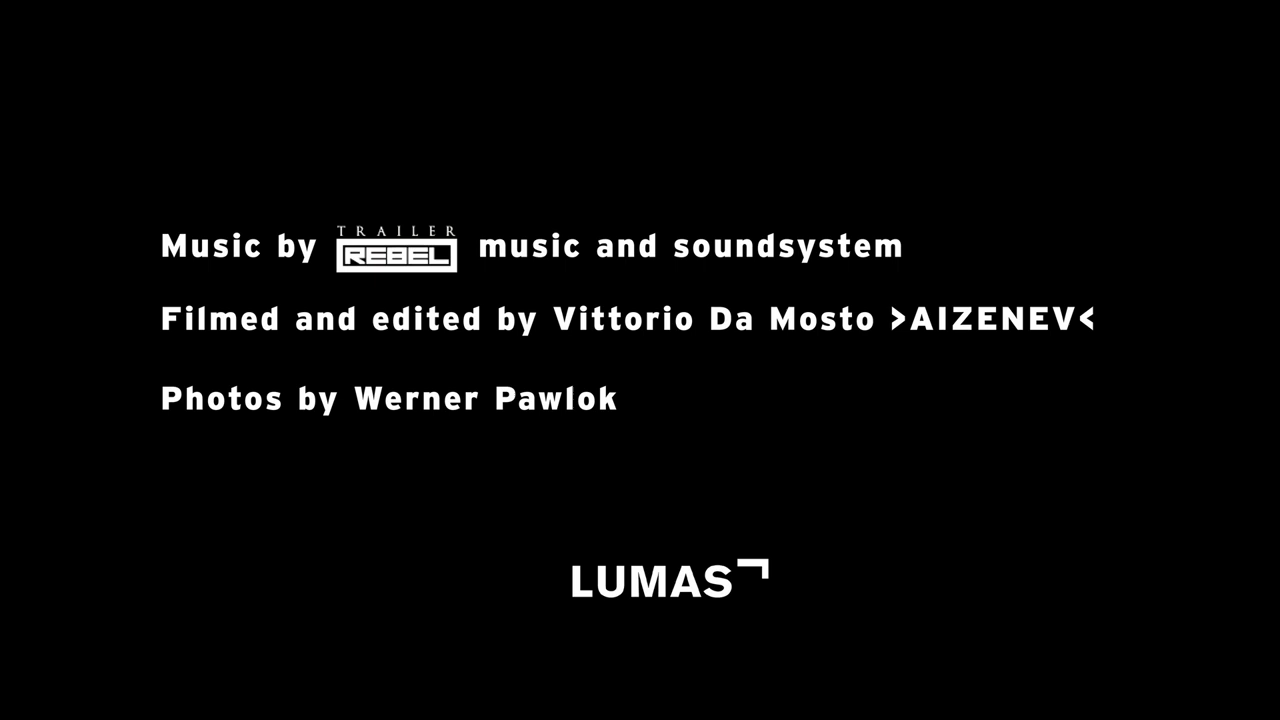 Music by TRAILER REBEL music and soundsystem
Filmed and edited by Vittorio Da Mosto >AIZENEV<
Photos by Werner Pawlok
LUMAS